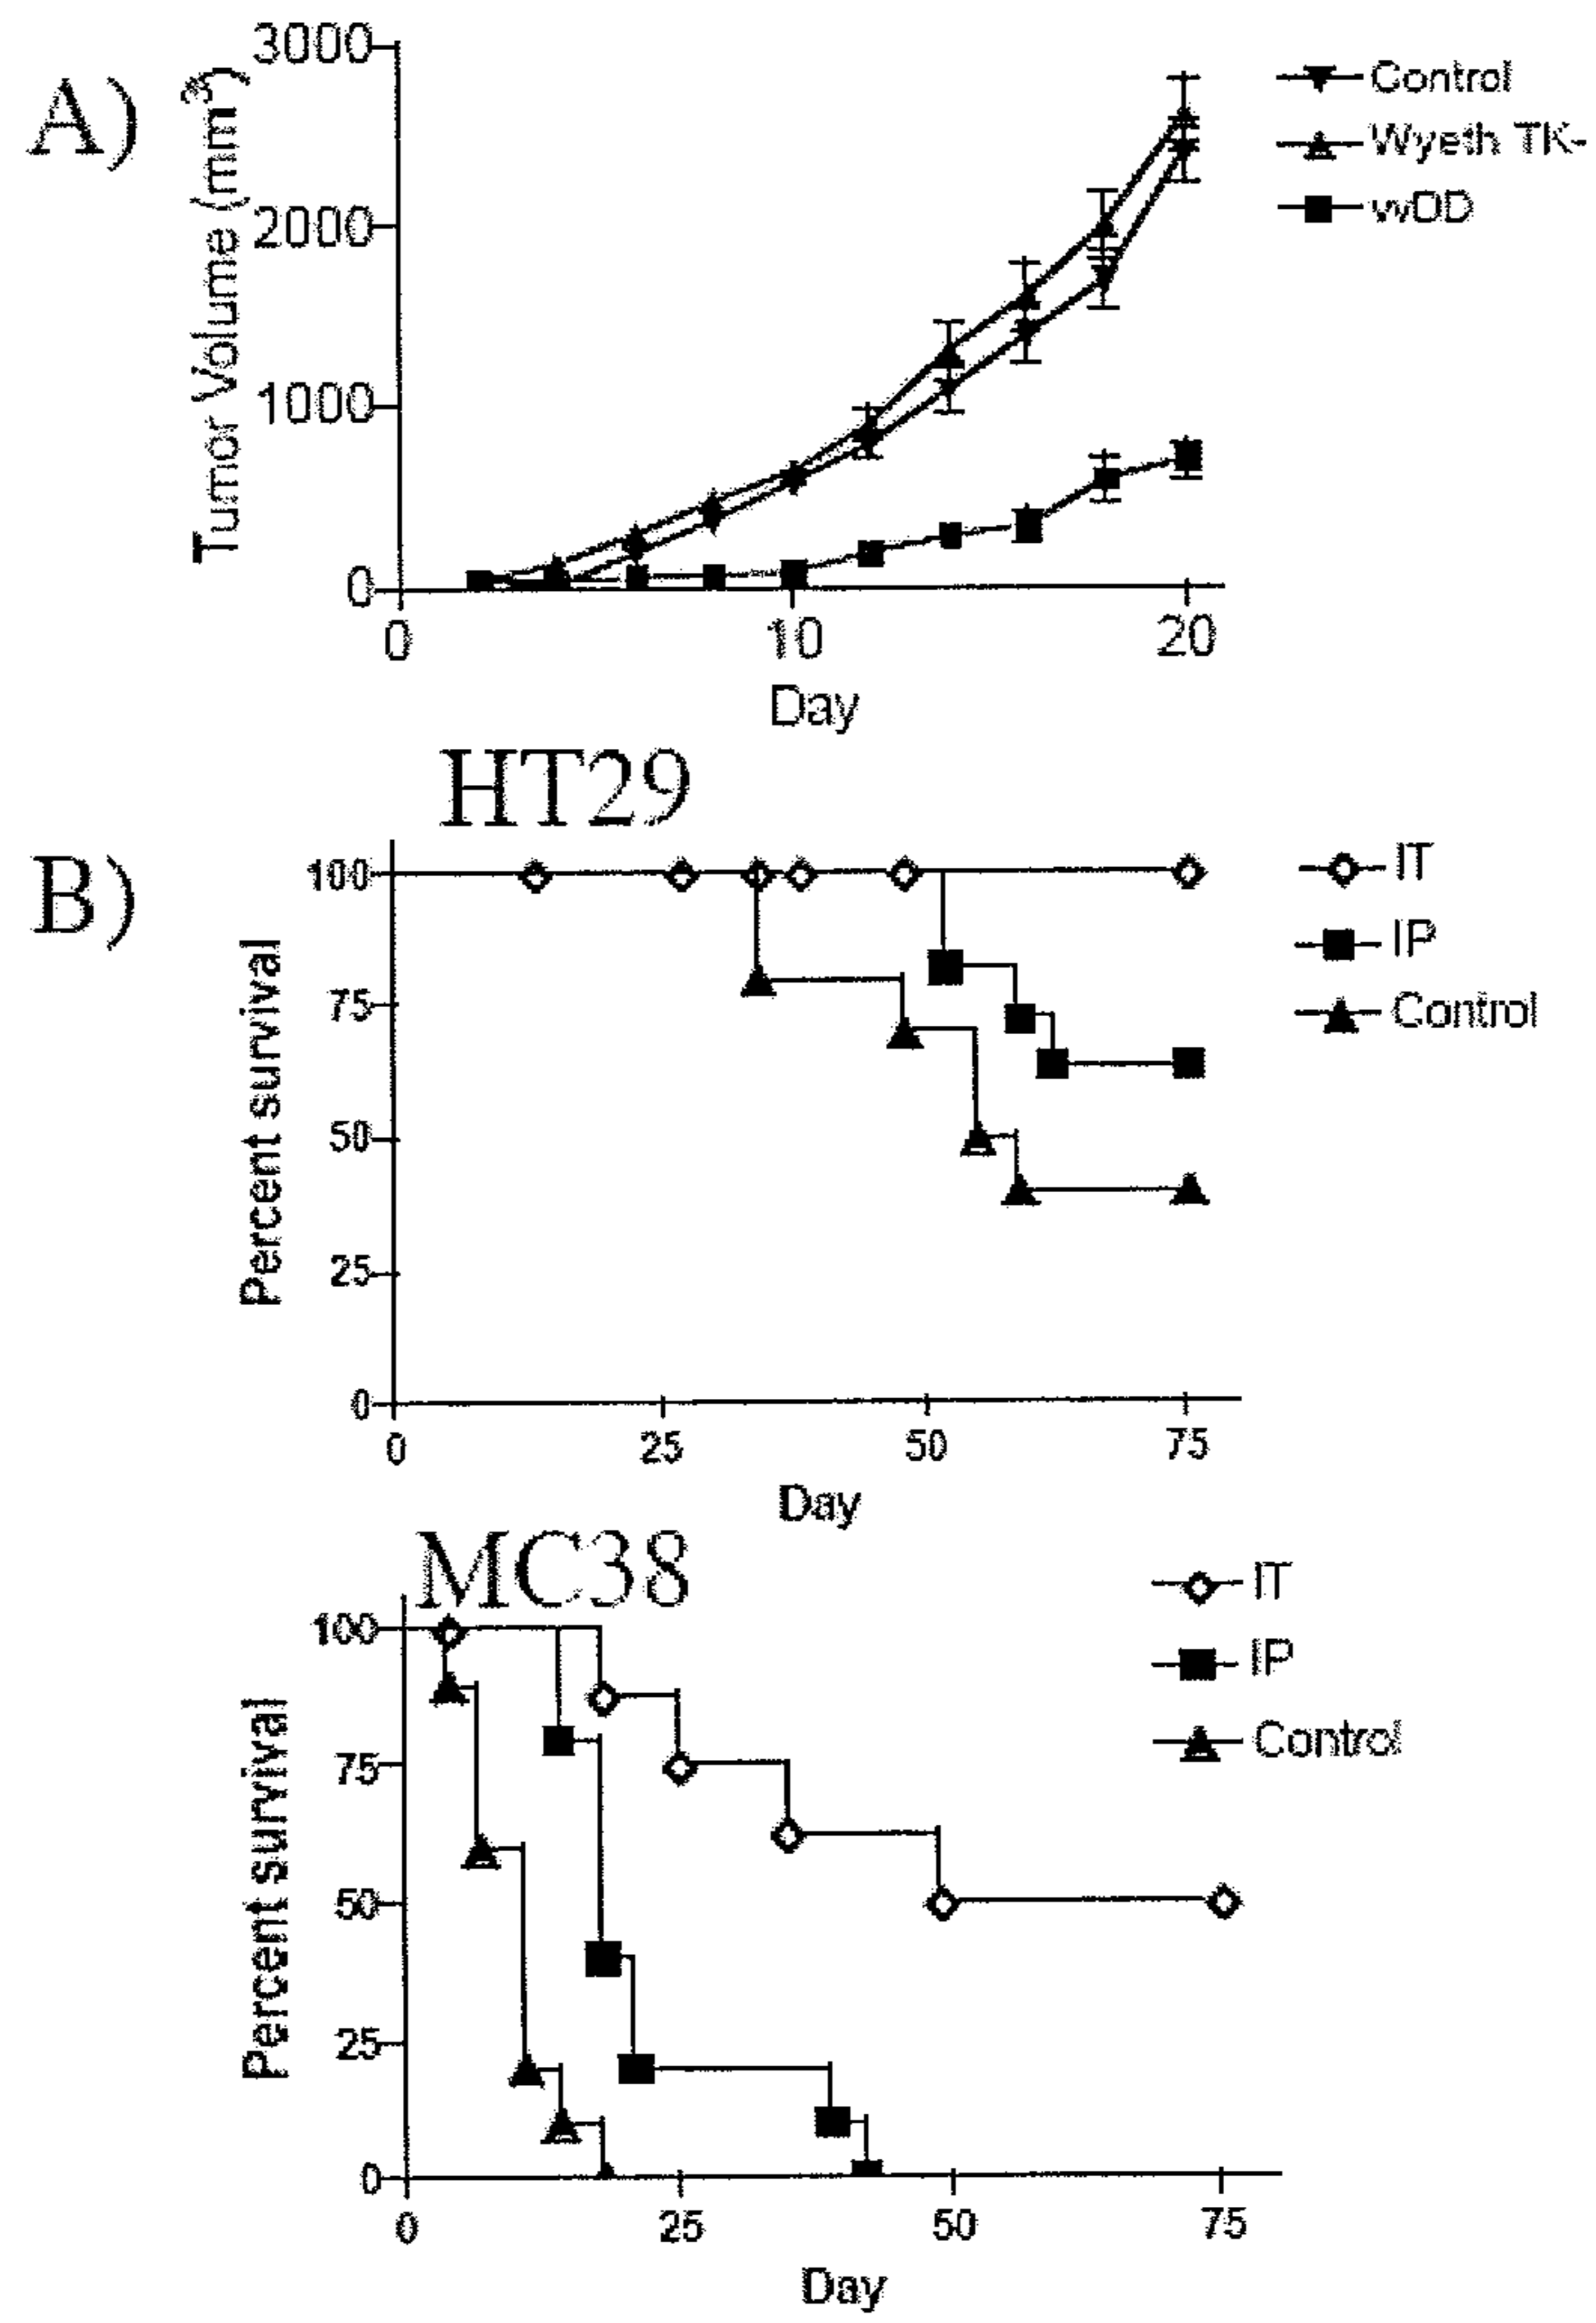 A)
Tumor Volume (mm3)
3000
2000
1000
0
0 10 20
Day
Control
Wyeth TK-
vvDD
HT29
B)
Percent survival
100
75
50
25
0
0 25 50 75
Day
IT
IP
Control
MC38
Percent survival
100
75
50
25
0
0 25 50 75
Day
IT
IP
Control